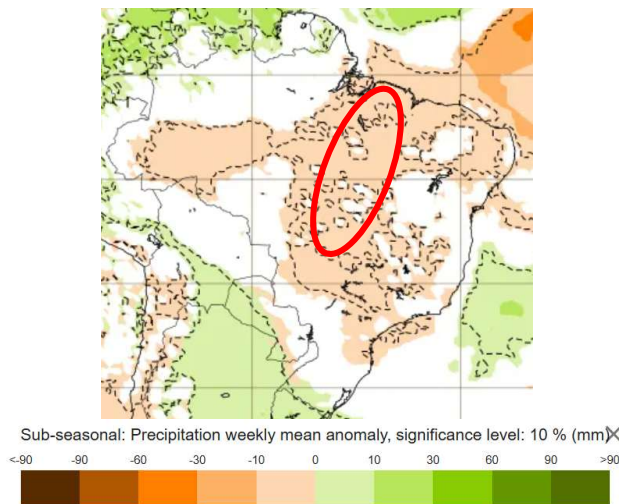 Sub-seasonal: Precipitation weekly mean anomaly, significance level: 10 % (mm)
<-90 -90 -60 -30 -10 0 10 30 60 90 >90